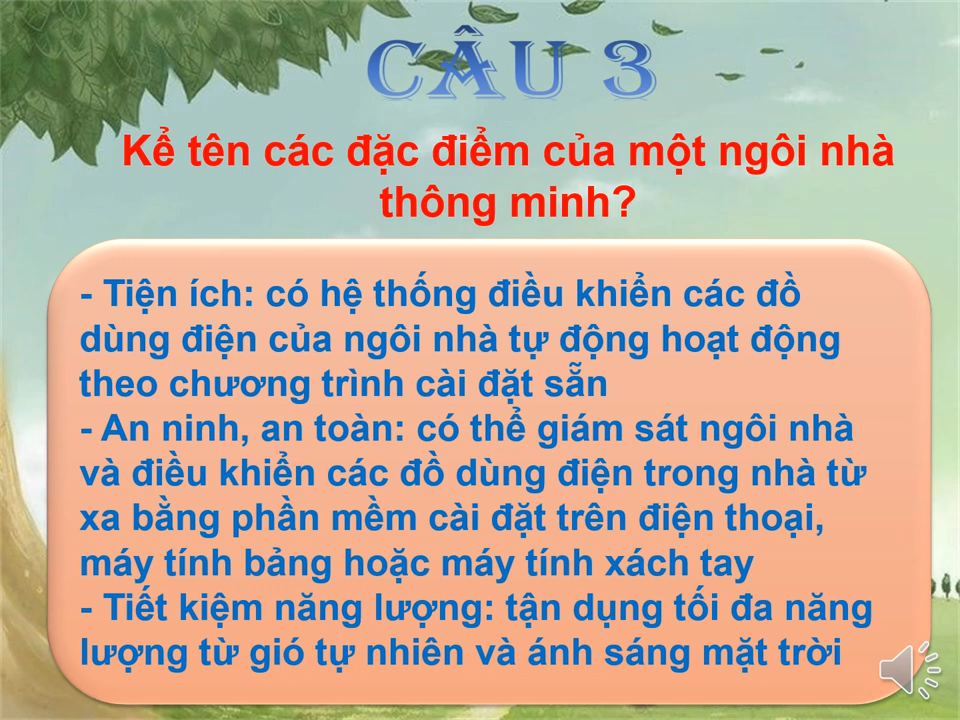 CÂU 3
Kể tên các đặc điểm của một ngôi nhà
thông minh?
- Tiện ích: có hệ thống điều khiển các đồ
dùng điện của ngôi nhà tự động hoạt động
theo chương trình cài đặt sẵn
- An ninh, an toàn: có thể giám sát ngôi nhà
và điều khiển các đồ dùng điện trong nhà từ
xa bằng phần mềm cài đặt trên điện thoại,
máy tính bảng hoặc máy tính xách tay
- Tiết kiệm năng lượng: tận dụng tối đa năng
lượng từ gió tự nhiên và ánh sáng mặt trời